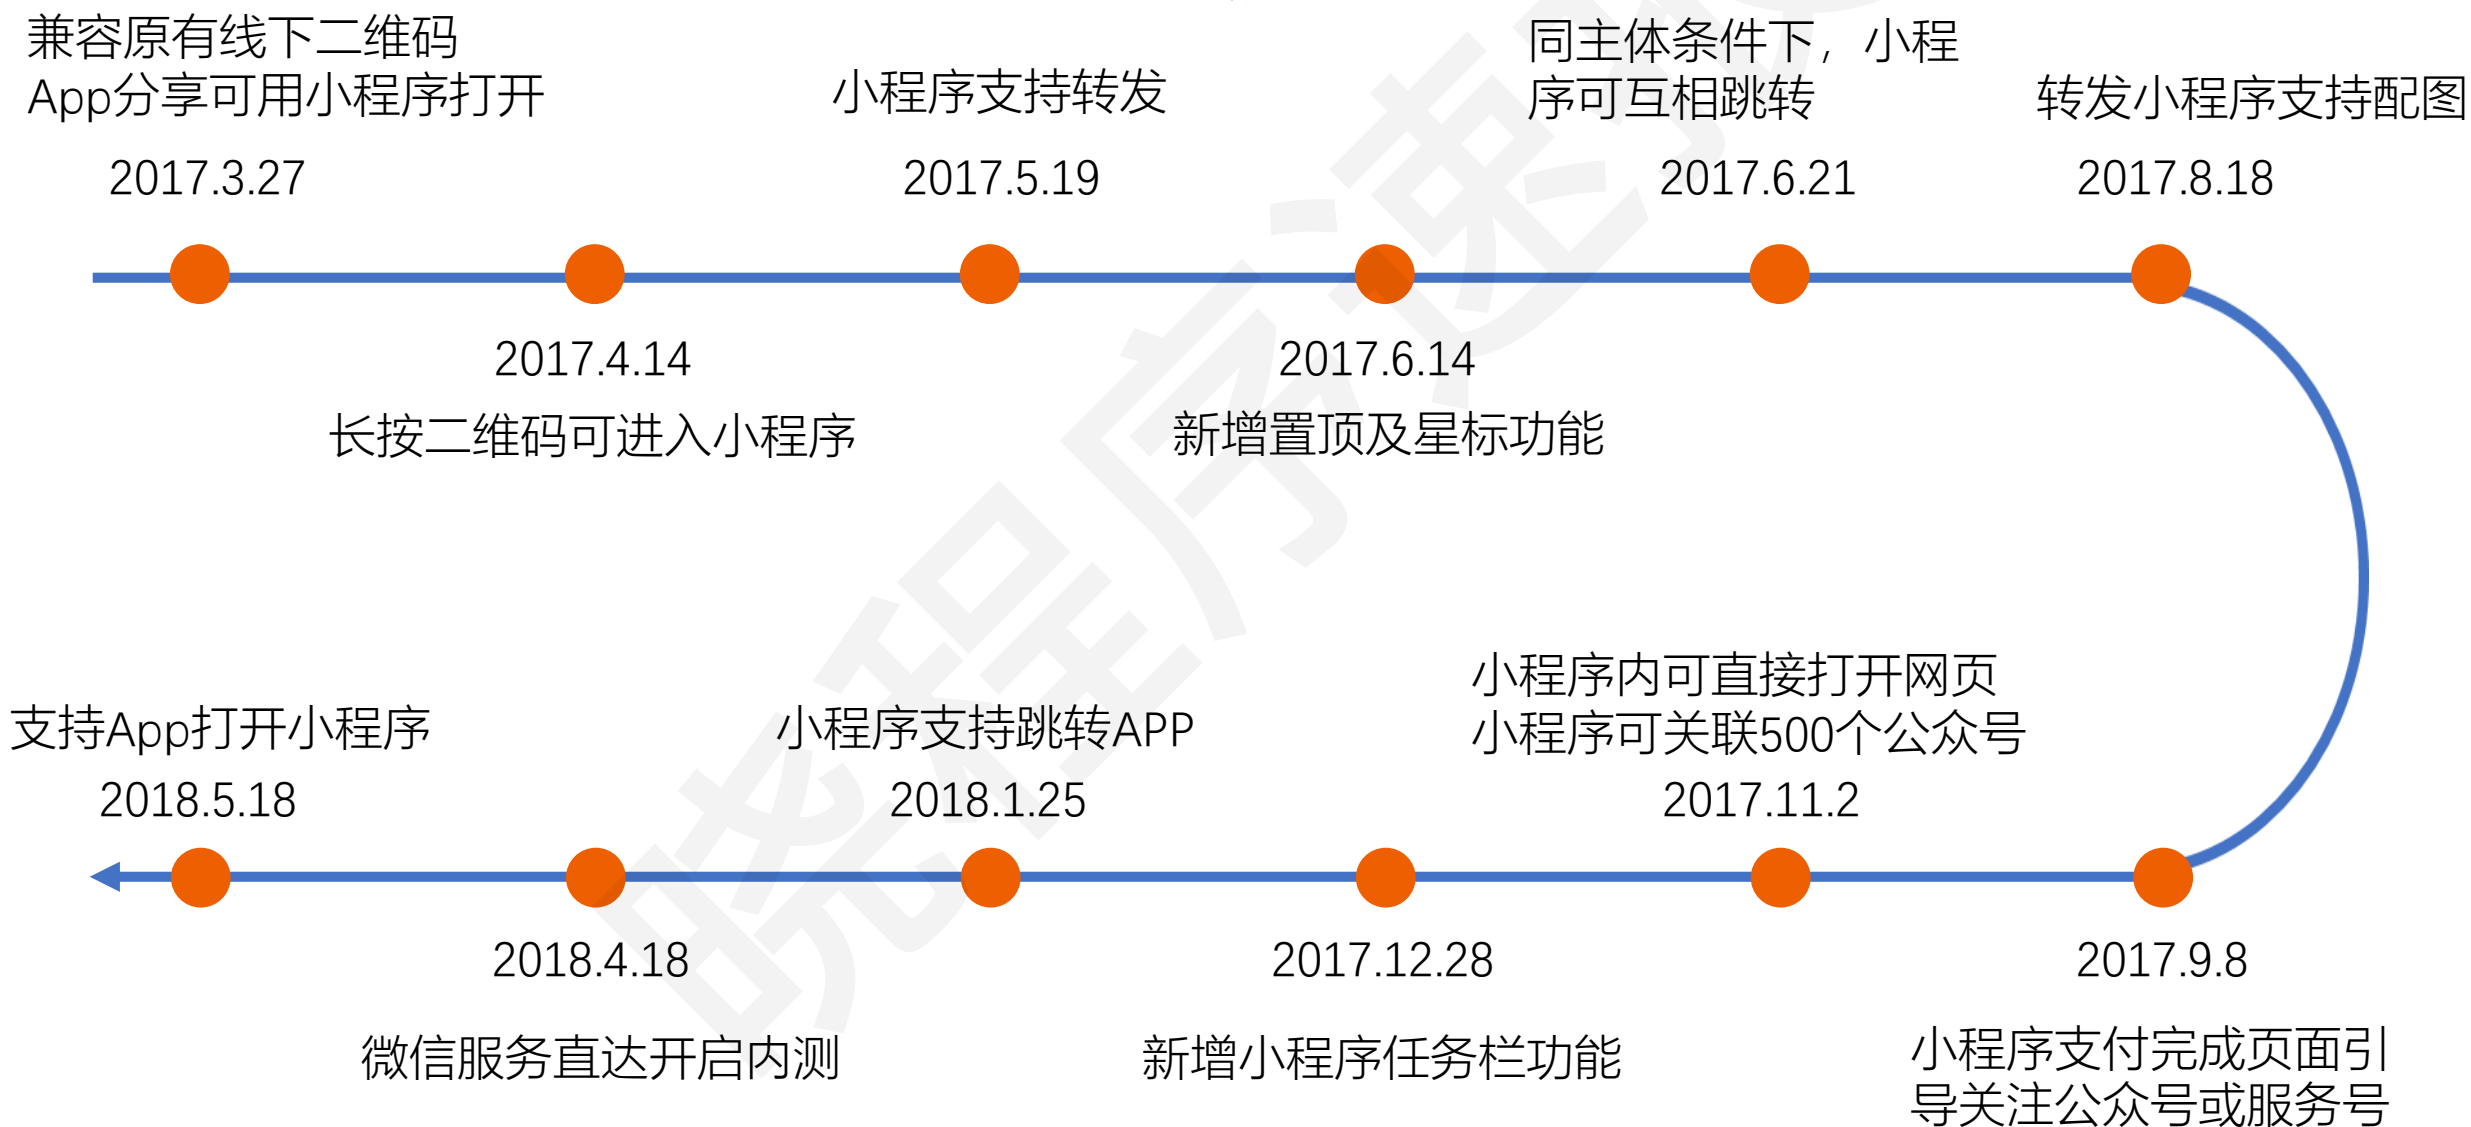 兼容原有线下二维码
App分享可用小程序打开
2017.3.27
2017.4.14
长按二维码可进入小程序
小程序支持转发
2017.5.19
2017.6.14
新增置顶及星标功能
同主体条件下，小程
序可互相跳转
2017.6.21
转发小程序支持配图
2017.8.18
2017.9.8
小程序支付完成页面引
导关注公众号或服务号
小程序内可直接打开网页
小程序可关联500个公众号
2017.11.2
2017.12.28
新增小程序任务栏功能
小程序支持跳转APP
2018.1.25
2018.4.18
微信服务直达开启内测
支持App打开小程序
2018.5.18
晓程序速